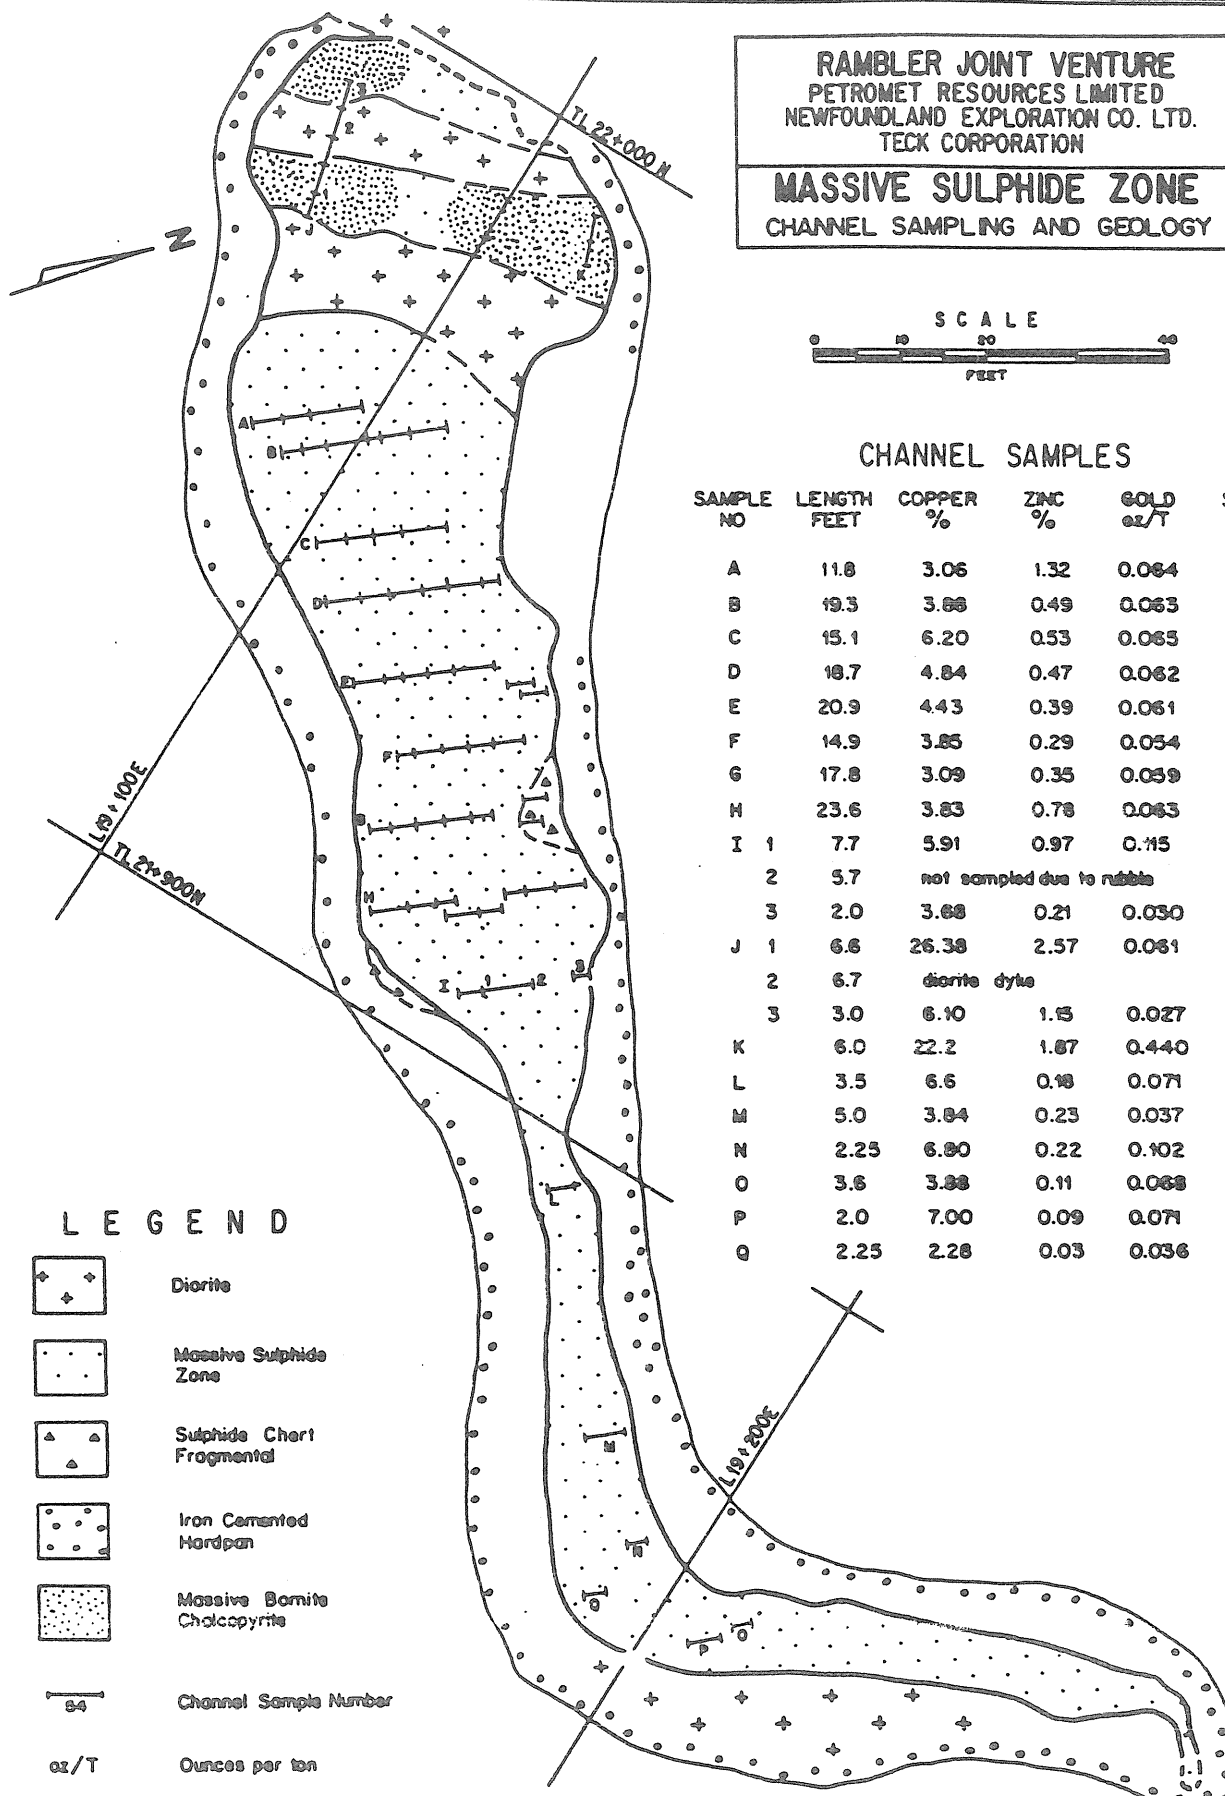 RAMBLER JOINT VENTURE
PETROMET RESOURCES LIMITED
NEWFOUNDLAND EXPLORATION CO. LTD.
TECK CORPORATION
MASSIVE SULPHIDE ZONE
CHANNEL SAMPLING AND GEOLOGY
N
TL 22+000 N
3
2
1
J
K
SCALE
0 10 20 40
FEET
A
B
C
D
E
F
H
I 1 2
3
L
M
N
O
P
L19+100E
TL 21+900N
L19+200E
CHANNEL SAMPLES
SAMPLE LENGTH COPPER ZINC GOLD
NO FEET % % oz/T
A 11.8 3.06 1.32 0.064
B 19.3 3.88 0.49 0.063
C 15.1 6.20 0.53 0.065
D 18.7 4.84 0.47 0.062
E 20.9 4.43 0.39 0.061
F 14.9 3.85 0.29 0.054
G 17.8 3.09 0.35 0.059
H 23.6 3.83 0.78 0.063
I 1 7.7 5.91 0.97 0.115
2 5.7 not sampled due to rubble
3 2.0 3.68 0.21 0.030
J 1 6.6 26.38 2.57 0.061
2 6.7 diorite dyke
3 3.0 6.10 1.15 0.027
K 6.0 22.2 1.87 0.440
L 3.5 6.6 0.18 0.071
M 5.0 3.84 0.23 0.037
N 2.25 6.80 0.22 0.102
O 3.6 3.88 0.11 0.068
P 2.0 7.00 0.09 0.071
Q 2.25 2.28 0.03 0.036
LEGEND
Diorite
Massive Sulphide
Zone
Sulphide Chert
Fragmental
Iron Cemented
Hardpan
Massive Bornite
Chalcopyrite
Channel Sample Number
oz/T Ounces per ton